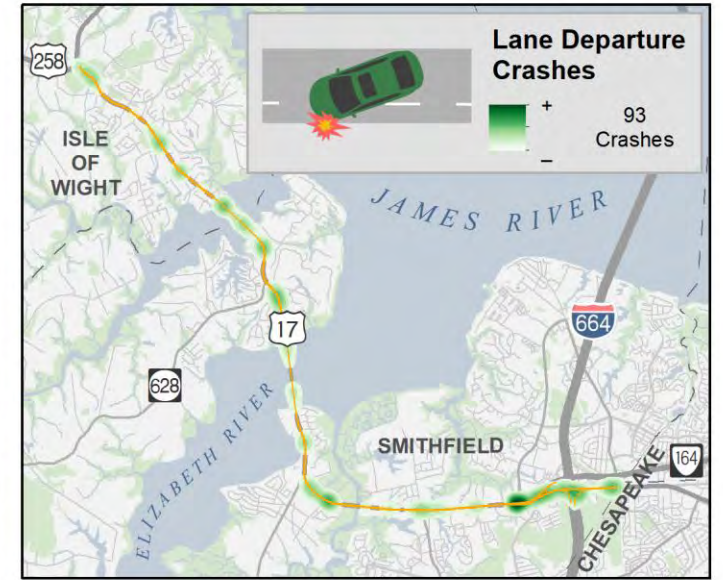 Lane Departure
Crashes
+
93
Crashes
–
258
ISLE
OF
WIGHT
JAMES RIVER
17
664
628
ELIZABETH RIVER
SMITHFIELD
164
CHESAPEAKE